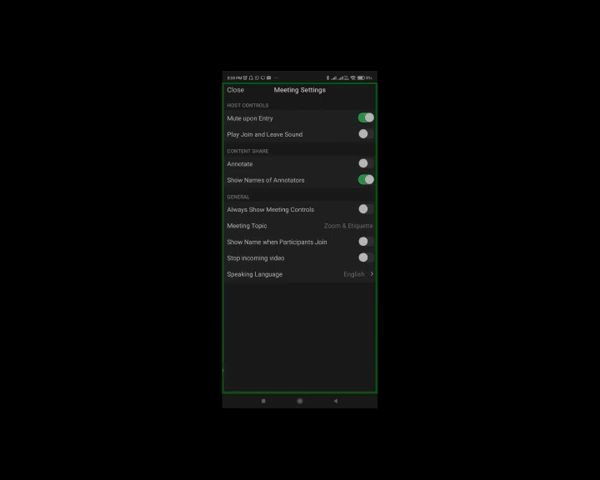 Close Meeting Settings
HOST CONTROLS
Mute upon Entry
Play Join and Leave Sound
CONTENT SHARE
Annotate
Show Names of Annotators
GENERAL
Always Show Meeting Controls
Meeting Topic Zoom & Etiquette
Show Name when Participants Join
Stop incoming video
Speaking Language English